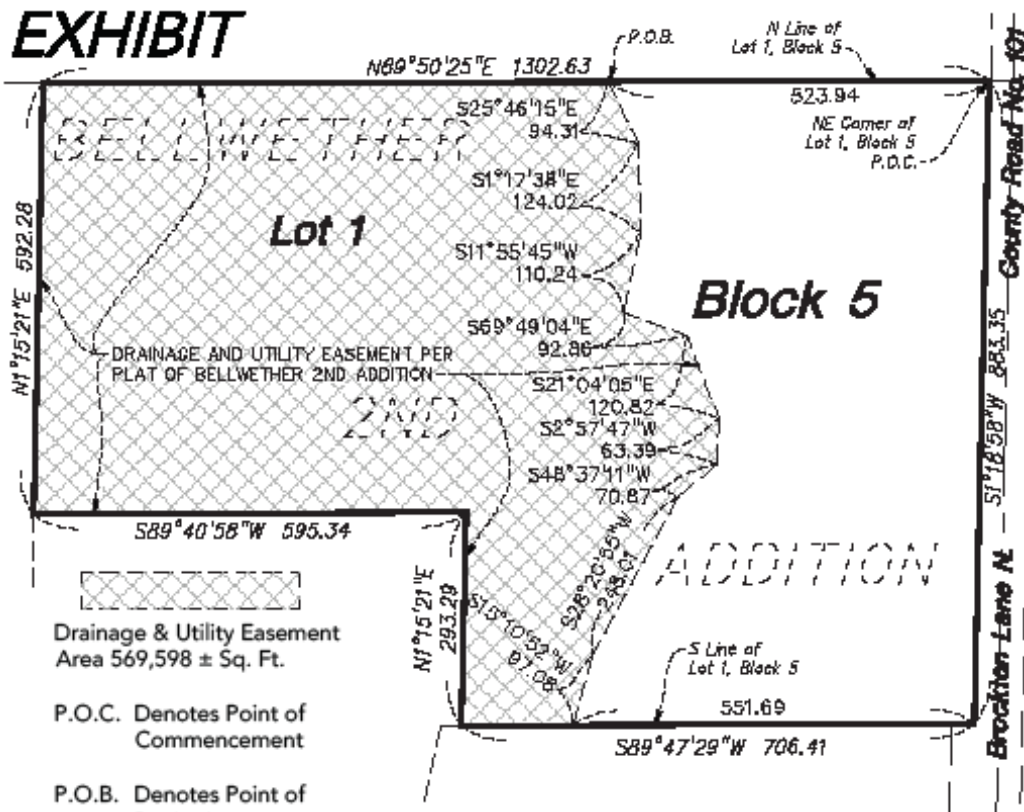 EXHIBIT
P.O.B.
N Line of
Lot 1, Block 5
N89°50'25"E 1302.63
523.94
NE Corner of
Lot 1, Block 5
P.O.C.
County Road No. 101
BELLWETHER
S25°46'15"E
94.31
S1°17'38"E
124.02
Lot 1
S11°55'45"W
110.24
Block 5
S69°49'04"E
92.86
N1°15'21"E 592.28
DRAINAGE AND UTILITY EASEMENT PER
PLAT OF BELLWETHER 2ND ADDITION
S21°04'05"E
120.82
2ND
S2°57'47"W
63.39
S48°37'11"W
70.87
S1°18'58"W 883.35
S89°40'58"W 595.34
ADDITION
N1°15'21"E
293.29
S15°10'52"W
97.08
S Line of
Lot 1, Block 5
551.69
S89°47'29"W 706.41
Brockton Lane N.
Drainage & Utility Easement
Area 569,598 ± Sq. Ft.
P.O.C. Denotes Point of
Commencement
P.O.B. Denotes Point of